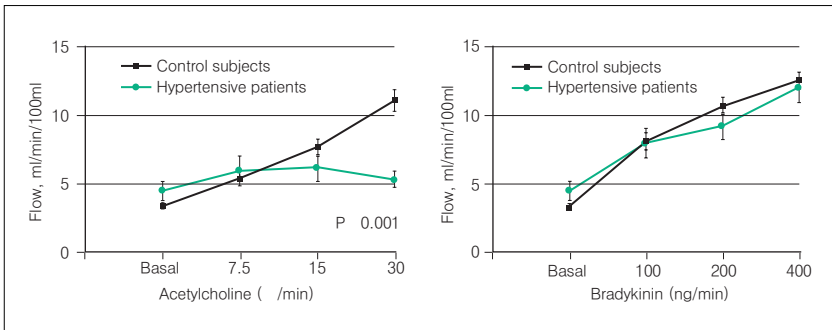 15
Control subjects
Hypertensive patients
10
5
0
Flow, ml/min/100ml
P 0.001
Basal 7.5 15 30
Acetylcholine ( /min)
15
Control subjects
Hypertensive patients
10
5
0
Flow, ml/min/100ml
Basal 100 200 400
Bradykinin (ng/min)